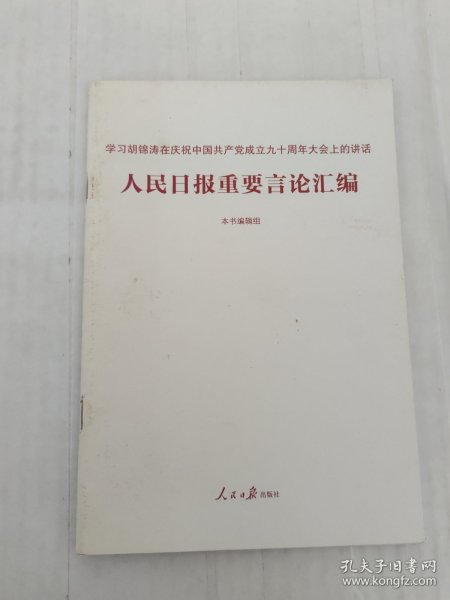 学习胡锦涛在庆祝中国共产党成立九十周年大会上的讲话
人民日报重要言论汇编
本书编辑组
人民日报出版社
孔夫子旧书网
www.kongfz.com